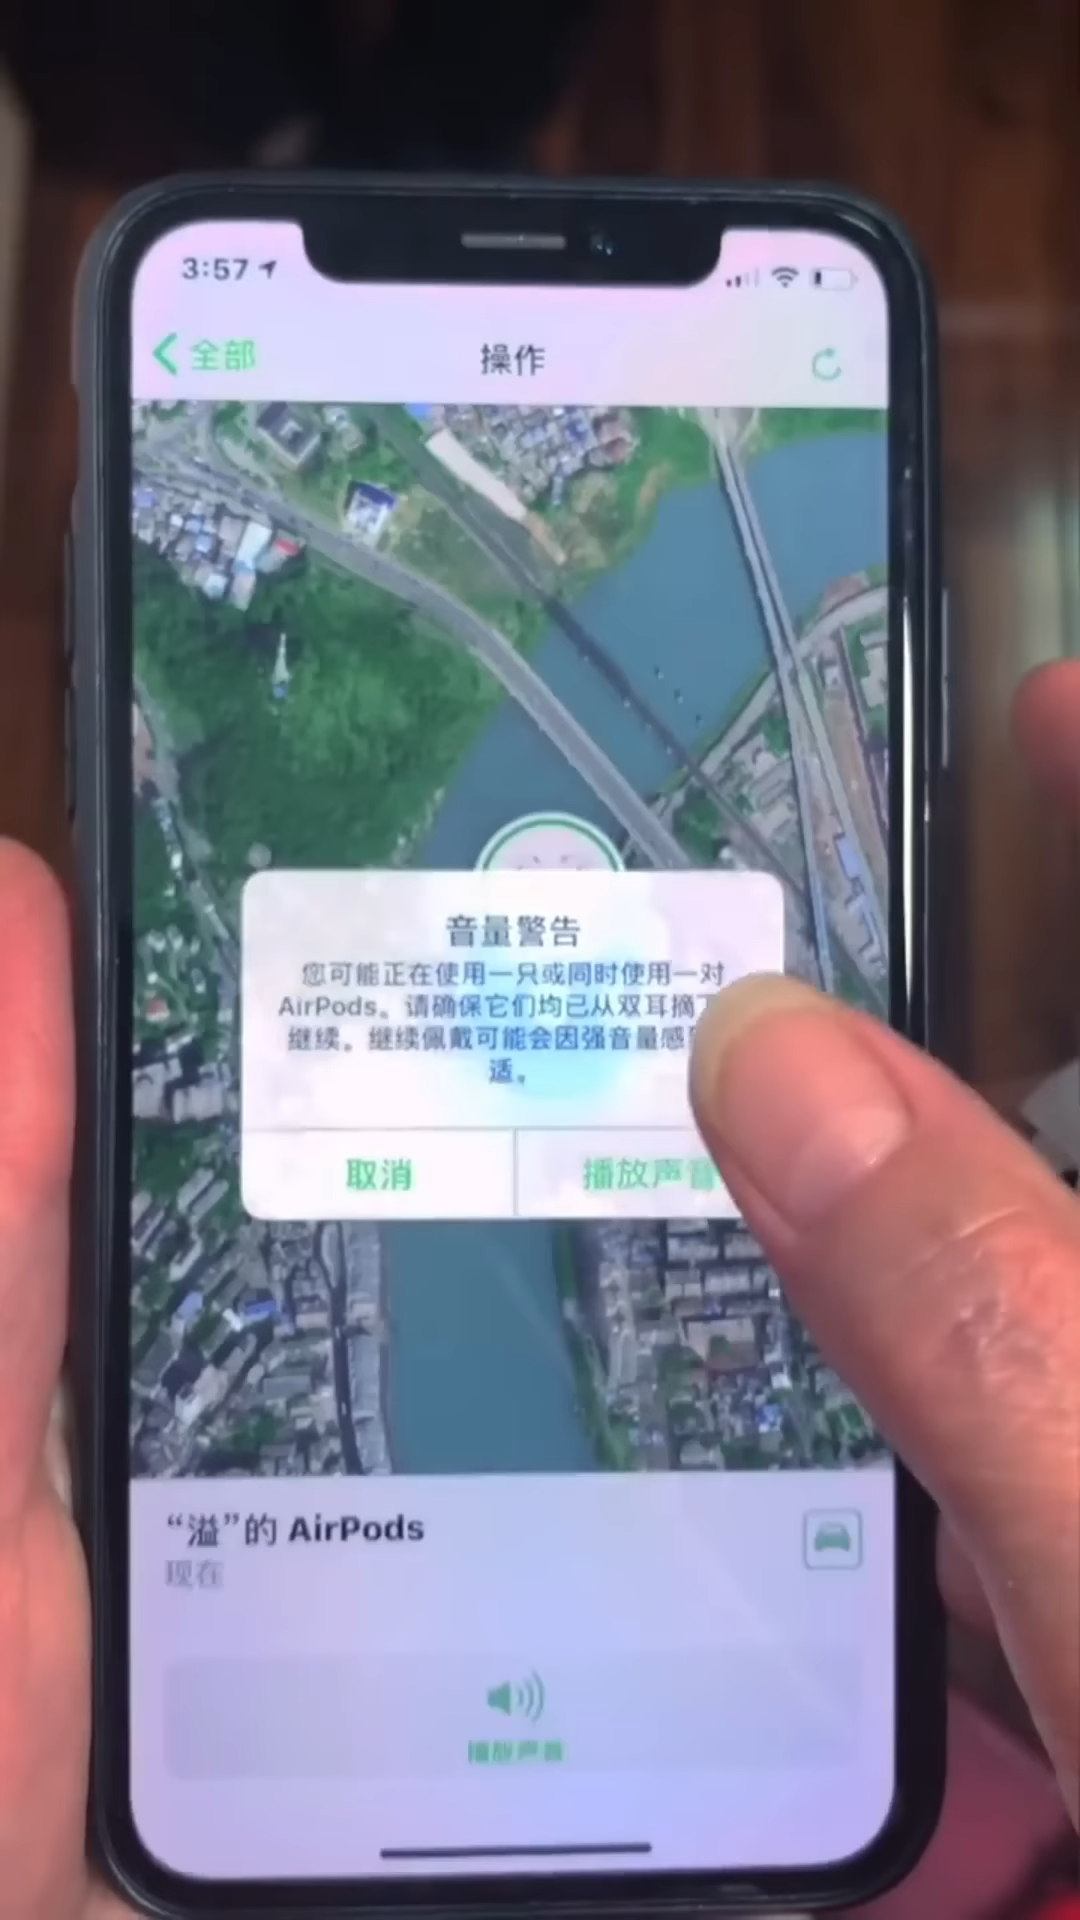 3:57
全部
操作
音量警告
您可能正在使用一只或同时使用一对
AirPods。请确保它们均已从双耳摘
继续。继续佩戴可能会因强音量感
适。
取消
播放声音
“溢”的 AirPods
现在
播放声音